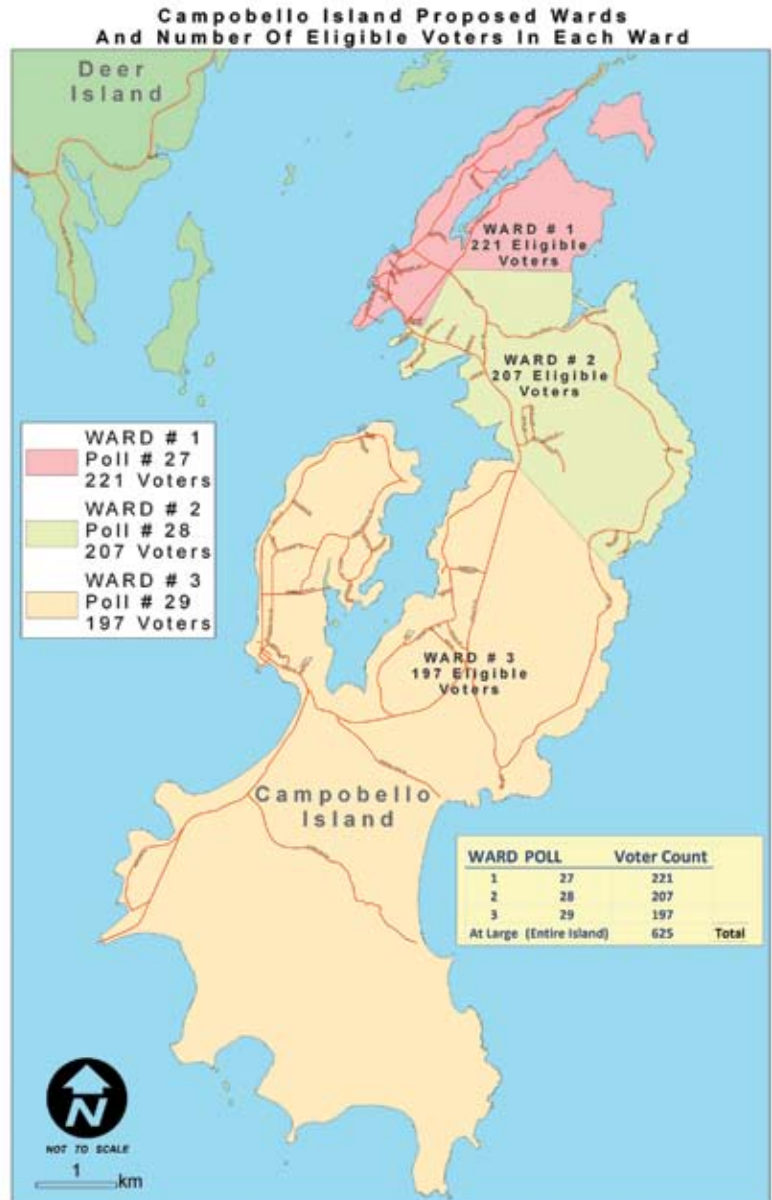 Campobello Island Proposed Wards
And Number Of Eligible Voters In Each Ward
Deer
Island
WARD # 1
221 Eligible
Voters
WARD # 2
207 Eligible
Voters
WARD # 1
Poll # 27
221 Voters
WARD # 2
Poll # 28
207 Voters
WARD # 3
Poll # 29
197 Voters
WARD # 3
197 Eligible
Voters
Campobello
Island
WARD POLL Voter Count
1 27 221
2 28 207
3 29 197
At Large (Entire Island) 625 Total
N
NOT TO SCALE
1
km